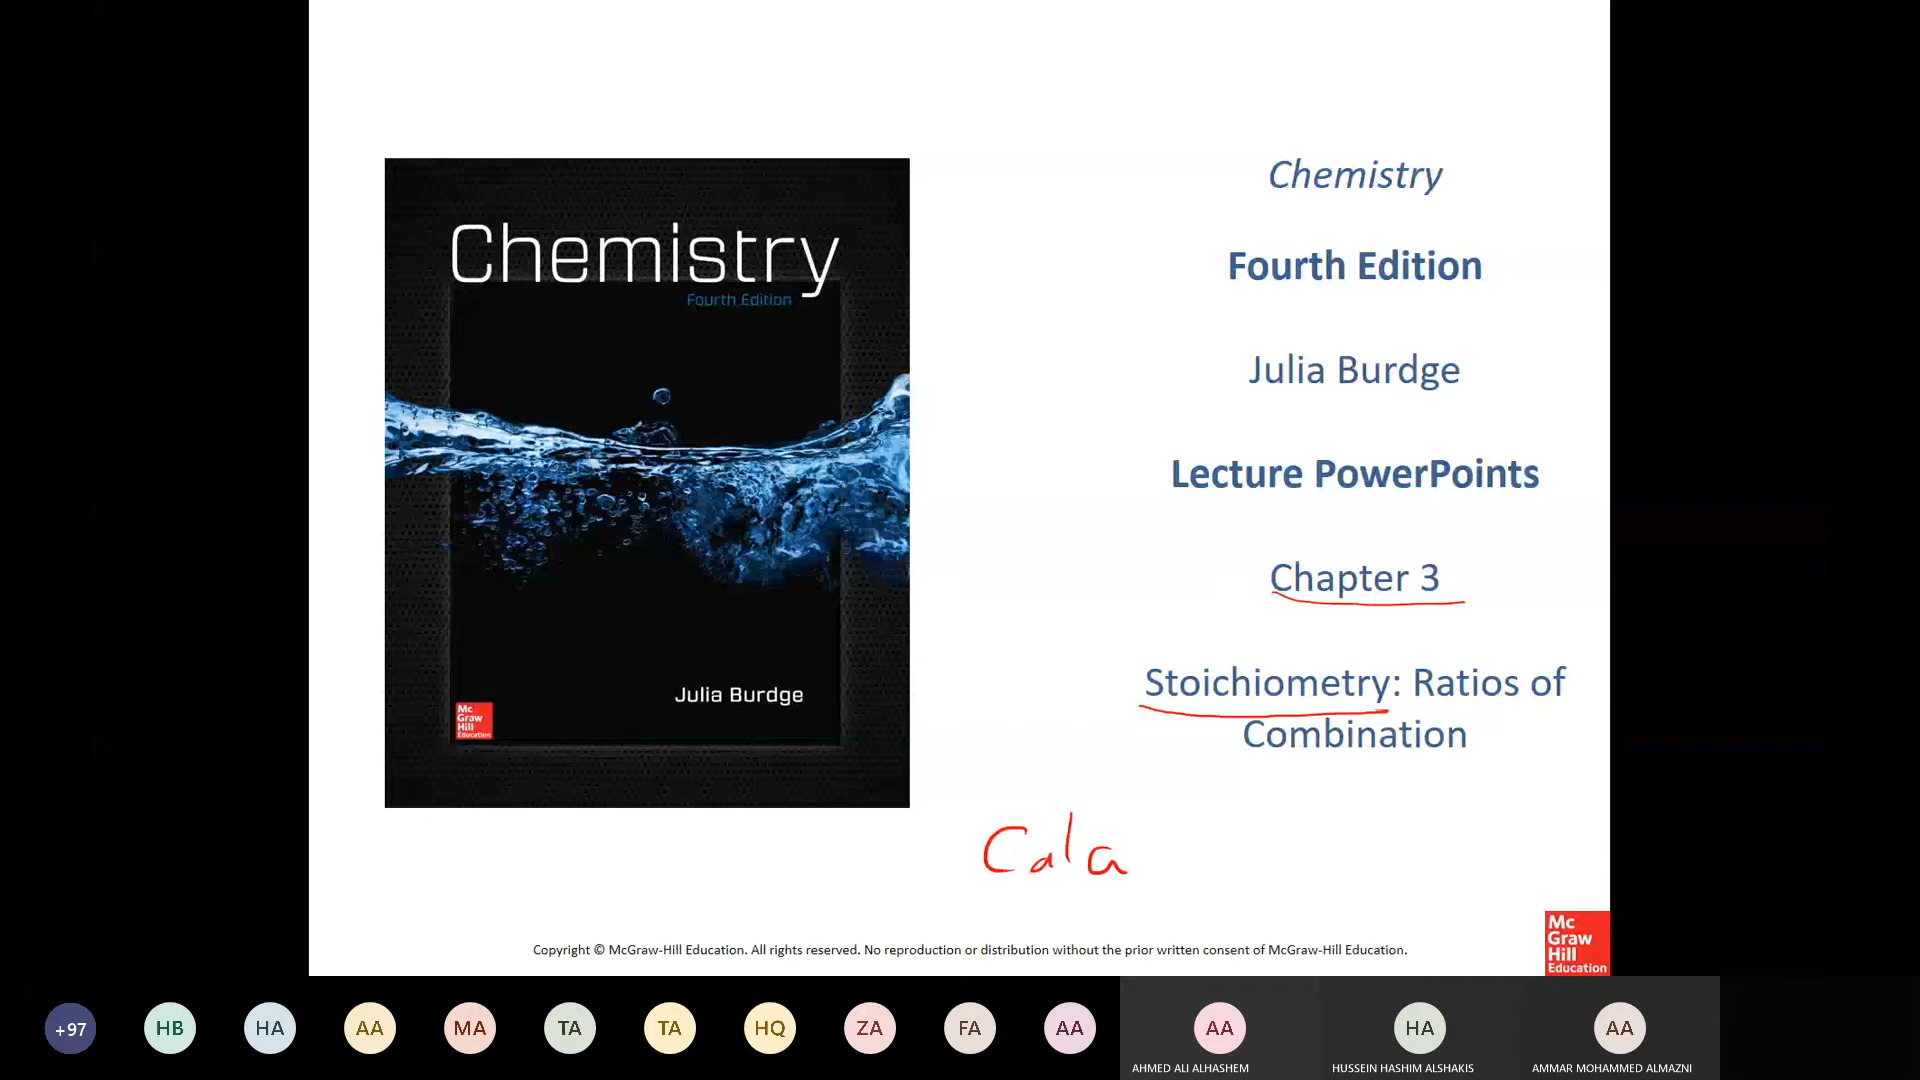 Chemistry
Fourth Edition
Julia Burdge
Mc
Graw
Hill
Education
Chemistry
Fourth Edition
Julia Burdge
Lecture PowerPoints
Chapter 3
Stoichiometry: Ratios of
Combination
Cala
Copyright © McGraw-Hill Education. All rights reserved. No reproduction or distribution without the prior written consent of McGraw-Hill Education.
Mc
Graw
Hill
Education
+97 HB HA AA MA TA TA HQ ZA FA AA AA HA AA
AHMED ALI ALHASHEM HUSSEIN HASHIM ALSHAKIS AMMAR MOHAMMED ALMAZNI